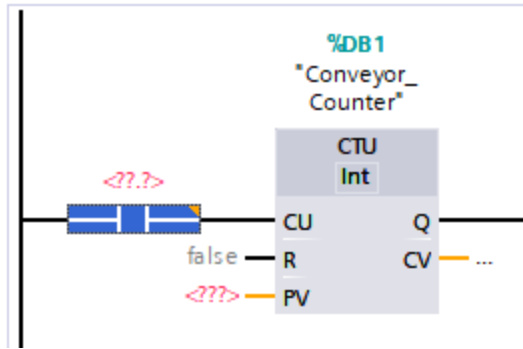 %DB1
"Conveyor_
Counter"
CTU
Int
<??.?>
CU Q
false R CV ...
<???> PV